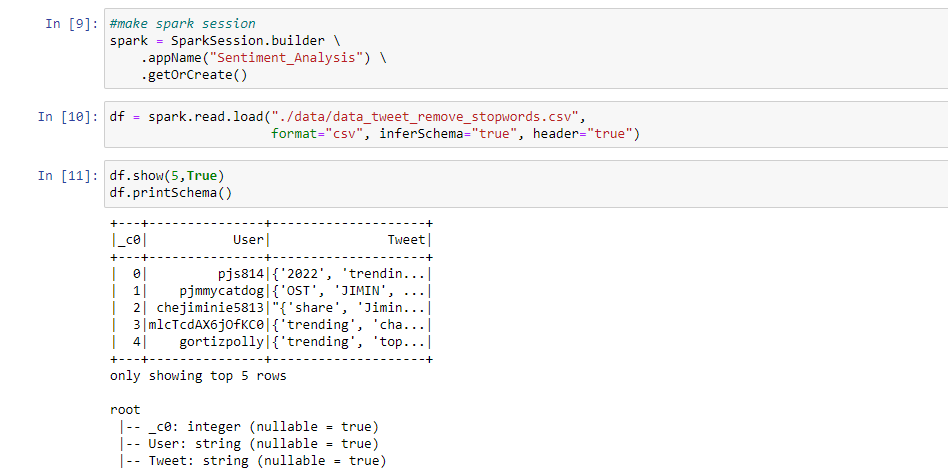 In [9]: #make spark session
spark = SparkSession.builder \
    .appName("Sentiment_Analysis") \
    .getOrCreate()
In [10]: df = spark.read.load("./data/data_tweet_remove_stopwords.csv",
                     format="csv", inferSchema="true", header="true")
In [11]: df.show(5,True)
df.printSchema()
+---+--------------+--------------------+
|_c0|          User|               Tweet|
+---+--------------+--------------------+
|  0|        pjs814|{'2022', 'trendin...|
|  1|   pjmmycatdog|{'OST', 'JIMIN', ...|
|  2| chejiminie5813|"{'share', 'Jimin...|
|  3|mlcTcdAX6jOfKC0|{'trending', 'cha...|
|  4|   gortizpolly|{'trending', 'top...|
+---+--------------+--------------------+
only showing top 5 rows
root
 |-- _c0: integer (nullable = true)
 |-- User: string (nullable = true)
 |-- Tweet: string (nullable = true)